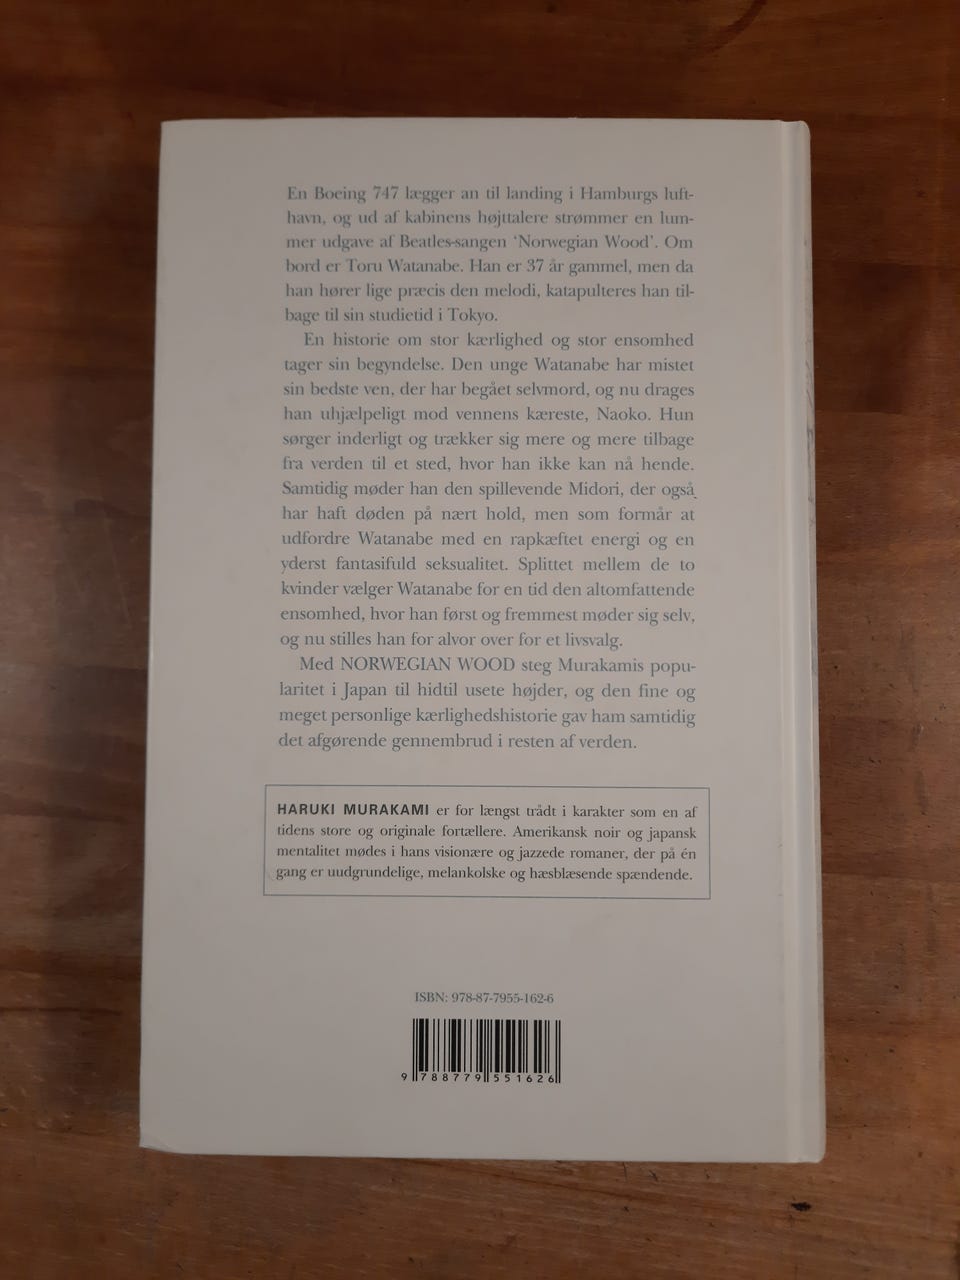 En Boeing 747 lægger an til landing i Hamburgs luft-
havn, og ud af kabinens højttalere strømmer en lum-
mer udgave af Beatles-sangen ‘Norwegian Wood’. Om
bord er Toru Watanabe. Han er 37 år gammel, men da
han hører lige præcis den melodi, katapulteres han til-
bage til sin studietid i Tokyo.
En historie om stor kærlighed og stor ensomhed
tager sin begyndelse. Den unge Watanabe har mistet
sin bedste ven, der har begået selvmord, og nu drages
han uhjælpeligt mod vennens kæreste, Naoko. Hun
sørger inderligt og trækker sig mere og mere tilbage
fra verden til et sted, hvor han ikke kan nå hende.
Samtidig møder han den spillevende Midori, der også
har haft døden på nært hold, men som formår at
udfordre Watanabe med en rapkæftet energi og en
yderst fantasifuld seksualitet. Splittet mellem de to
kvinder vælger Watanabe for en tid den altomfattende
ensomhed, hvor han først og fremmest møder sig selv,
og nu stilles han for alvor over for et livsvalg.
Med NORWEGIAN WOOD steg Murakamis popu-
laritet i Japan til hidtil usete højder, og den fine og
meget personlige kærlighedshistorie gav ham samtidig
det afgørende gennembrud i resten af verden.
HARUKI MURAKAMI er for længst trådt i karakter som en af
tidens store og originale fortællere. Amerikansk noir og japansk
mentalitet mødes i hans visionære og jazzede romaner, der på én
gang er uudgrundelige, melankolske og hæsblæsende spændende.
ISBN: 978-87-7955-162-6
9 788779 551626